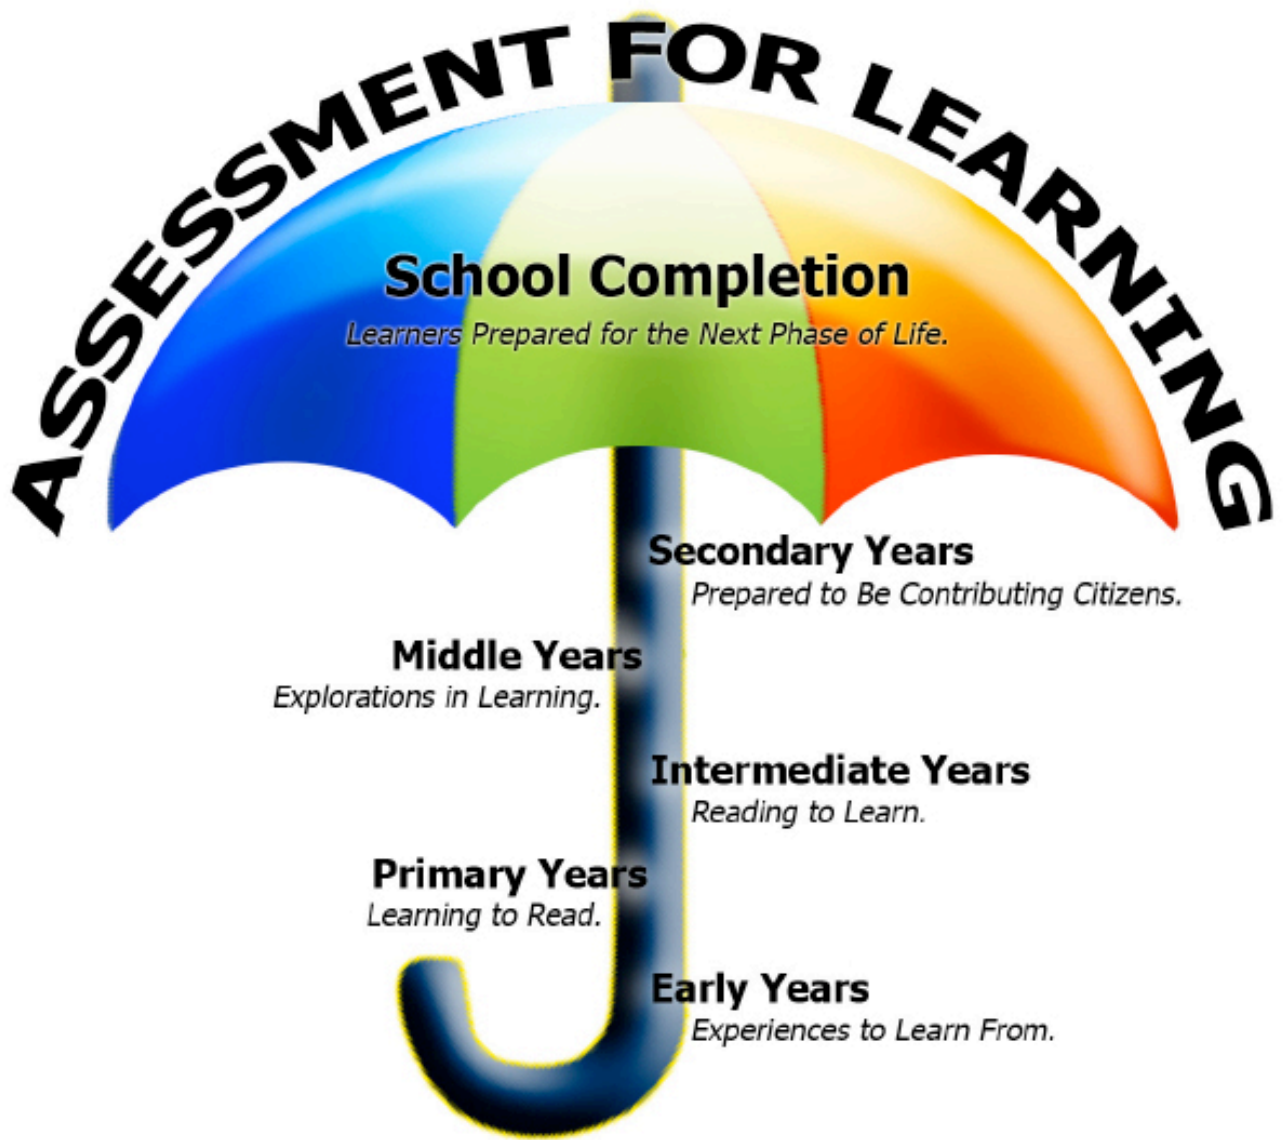 ASSESSMENT FOR LEARNING
School Completion
Learners Prepared for the Next Phase of Life.
Secondary Years
Prepared to Be Contributing Citizens.
Middle Years
Explorations in Learning.
Intermediate Years
Reading to Learn.
Primary Years
Learning to Read.
Early Years
Experiences to Learn From.